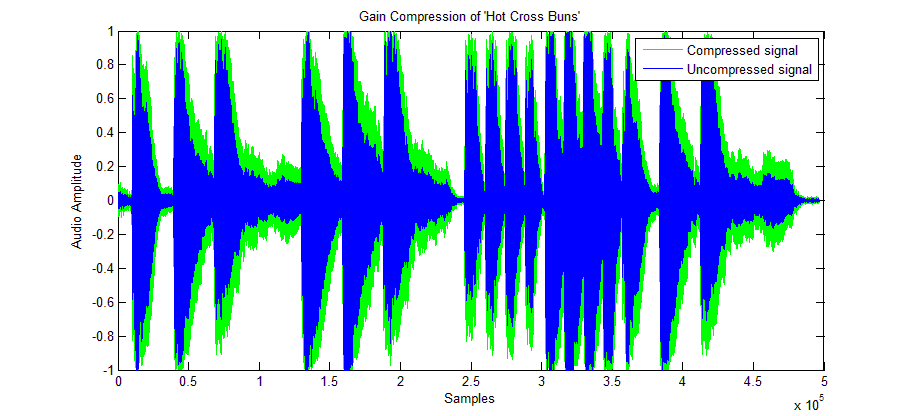 Gain Compression of 'Hot Cross Buns'
Compressed signal
Uncompressed signal
Audio Amplitude
1
0.8
0.6
0.4
0.2
0
-0.2
-0.4
-0.6
-0.8
-1
0 0.5 1 1.5 2 2.5 3 3.5 4 4.5 5
Samples
x 10^5